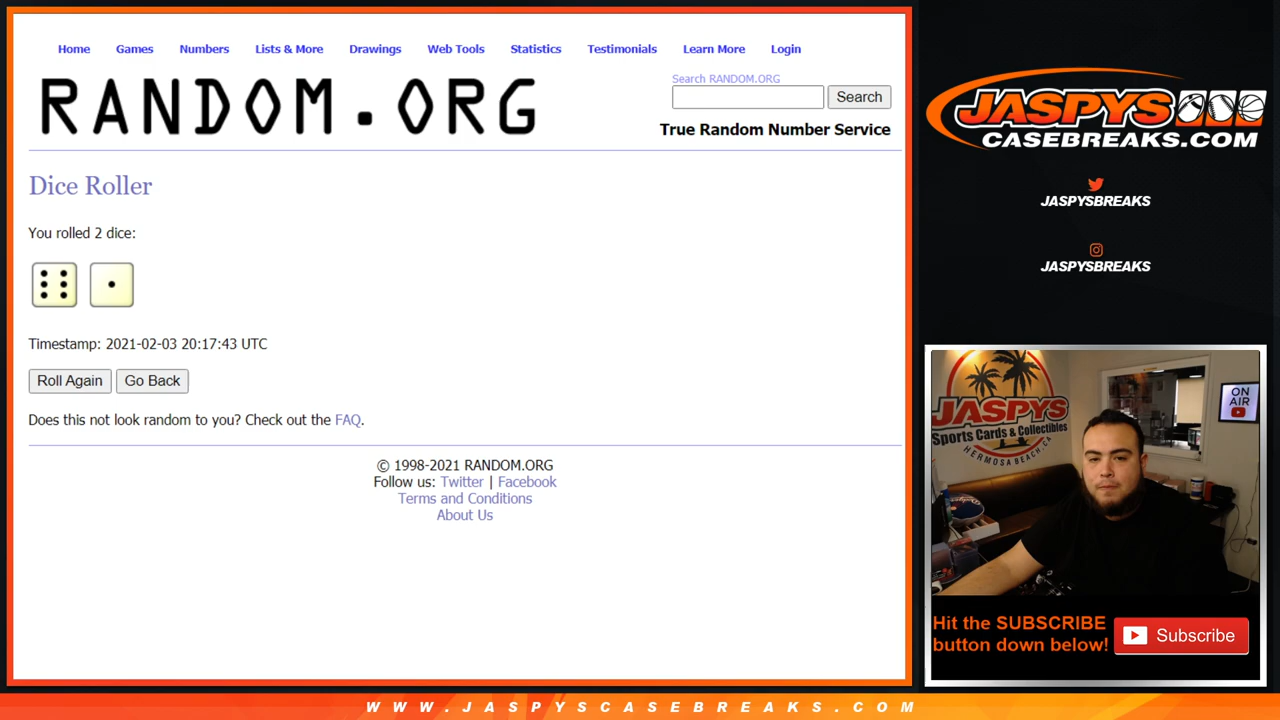 Home Games Numbers Lists & More Drawings Web Tools Statistics Testimonials Learn More Login
RANDOM.ORG
Search RANDOM.ORG
Search
True Random Number Service
Dice Roller
You rolled 2 dice:
Timestamp: 2021-02-03 20:17:43 UTC
Roll Again Go Back
Does this not look random to you? Check out the FAQ.
© 1998-2021 RANDOM.ORG
Follow us: Twitter | Facebook
Terms and Conditions
About Us
JASPYS
CASEBREAKS.COM
JASPYSBREAKS
JASPYSBREAKS
JASPYS
Sports Cards & Collectibles
HERMOSA BEACH, CA
ON
AIR
Hit the SUBSCRIBE
button down below!
Subscribe
WWW.JASPYSCASEBREAKS.COM